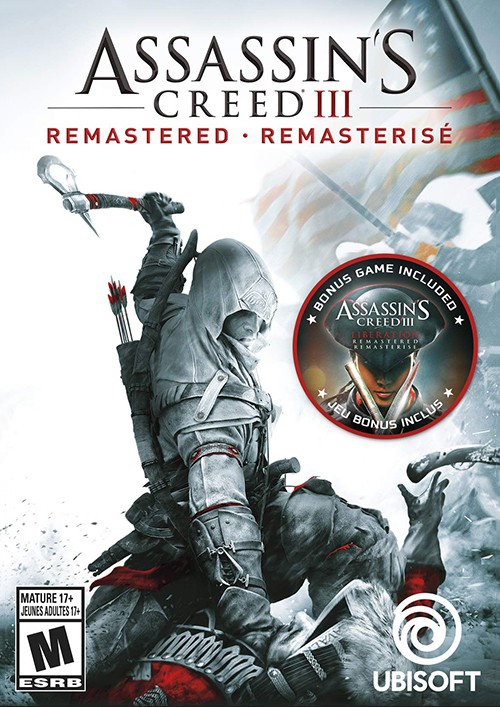 ASSASSIN'S
CREED® III
REMASTERED · REMASTERISÉ
★ BONUS GAME INCLUDED ★
ASSASSIN'S
CREED III
LIBERATION
REMASTERED
REMASTERISÉ
★ JEU BONUS INCLUS ★
MATURE 17+
JEUNES ADULTES 17+
M
ESRB
UBISOFT